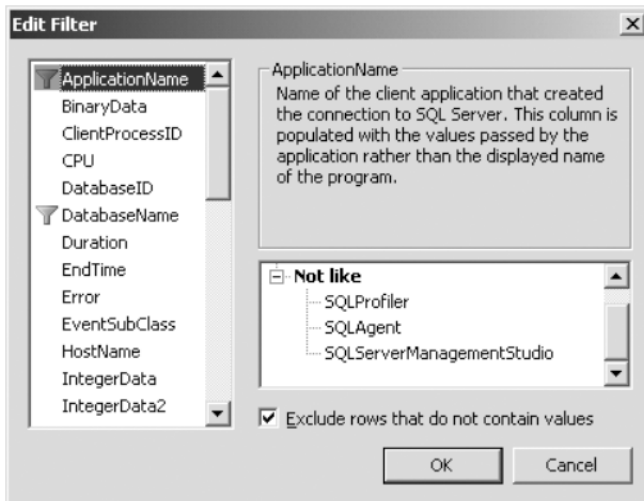 Edit Filter
ApplicationName
BinaryData
ClientProcessID
CPU
DatabaseID
DatabaseName
Duration
EndTime
Error
EventSubClass
HostName
IntegerData
IntegerData2
ApplicationName
Name of the client application that created
the connection to SQL Server. This column is
populated with the values passed by the
application rather than the displayed name
of the program.
Not like
SQLProfiler
SQLAgent
SQLServerManagementStudio
Exclude rows that do not contain values
OK
Cancel